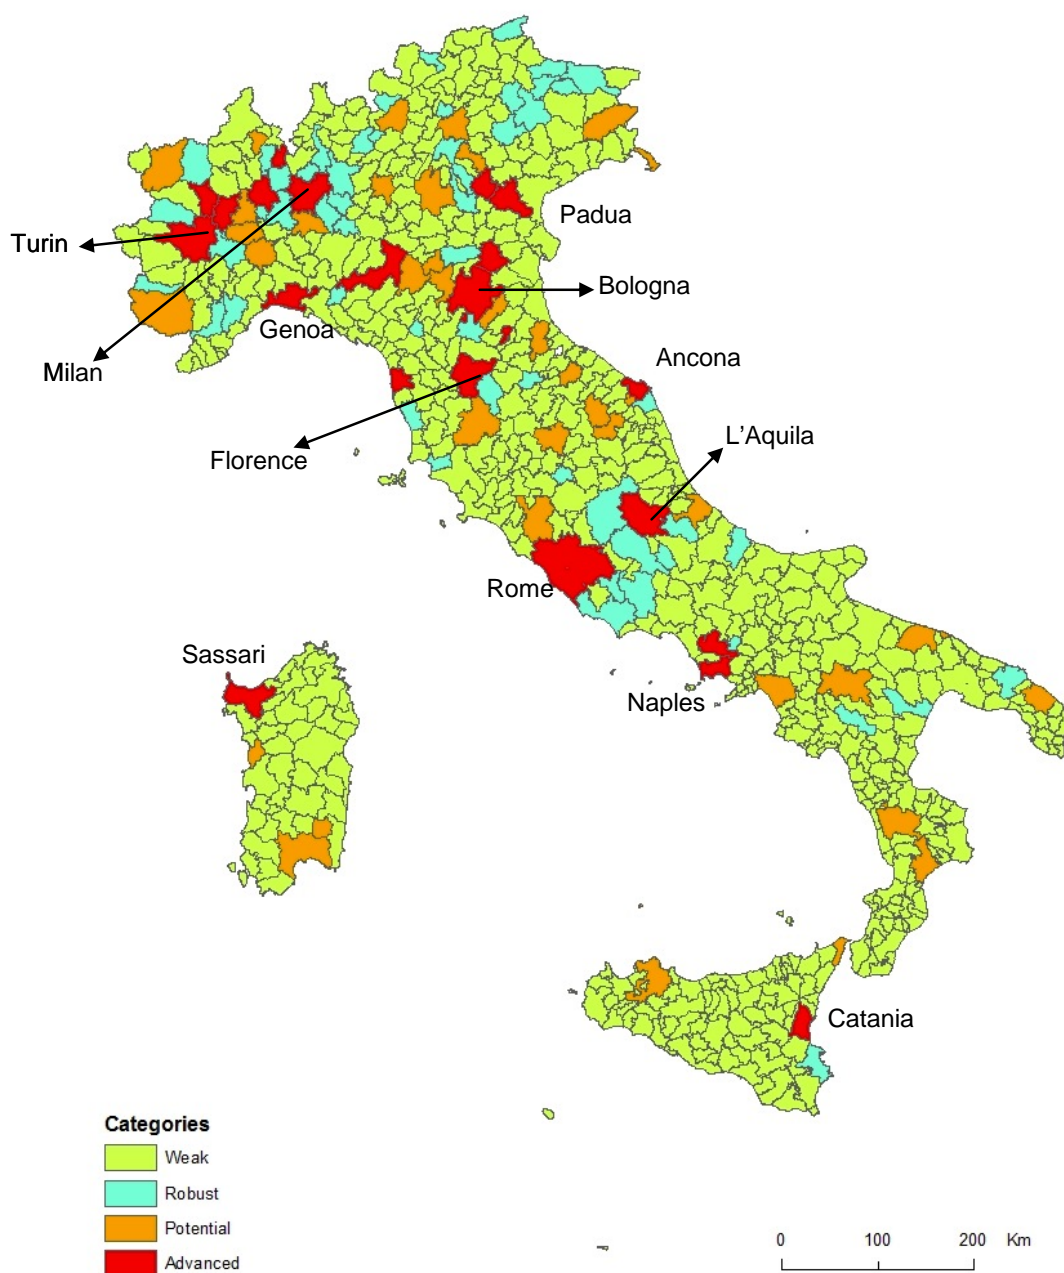 Padua
Turin
Bologna
Genoa
Ancona
Milan
L’Aquila
Florence
Rome
Sassari
Naples
Catania
Categories
Weak
Robust
Potential
Advanced
0 100 200 Km